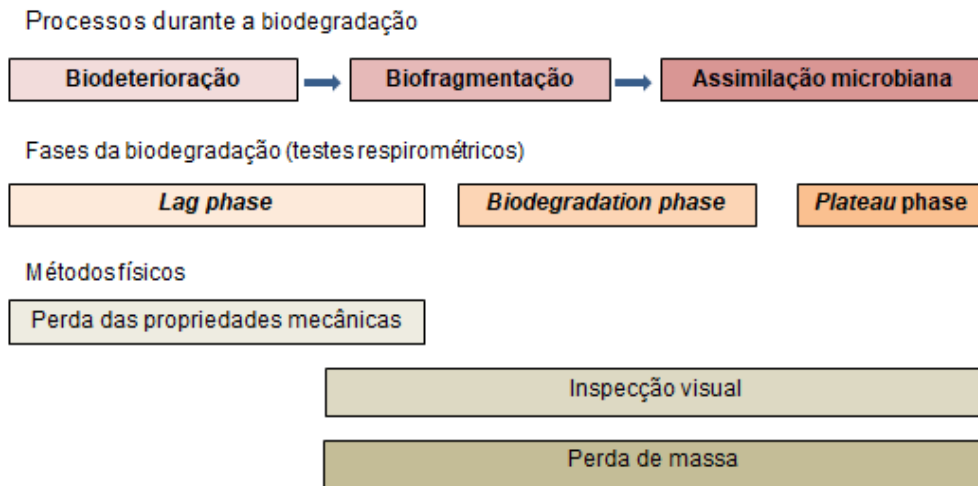 Processos durante a biodegradação
Biodeterioração
Biofragmentação
Assimilação microbiana
Fases da biodegradação (testes respirométricos)
Lag phase
Biodegradation phase
Plateau phase
Métodos físicos
Perda das propriedades mecânicas
Inspecção visual
Perda de massa